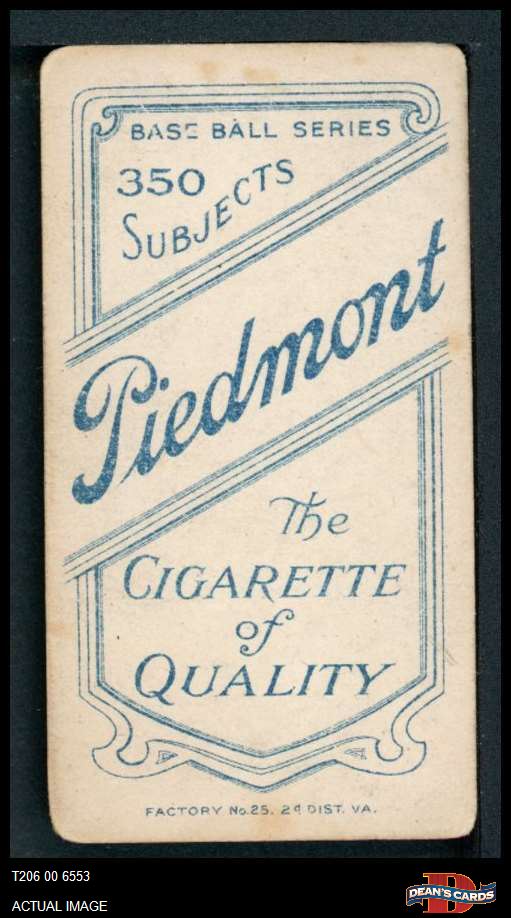 BASE BALL SERIES
350
SUBJECTS
Piedmont
The
CIGARETTE
of
QUALITY
FACTORY No. 25. 2d DIST. VA.
T206 00 6553
ACTUAL IMAGE
D
DEAN'S CARDS